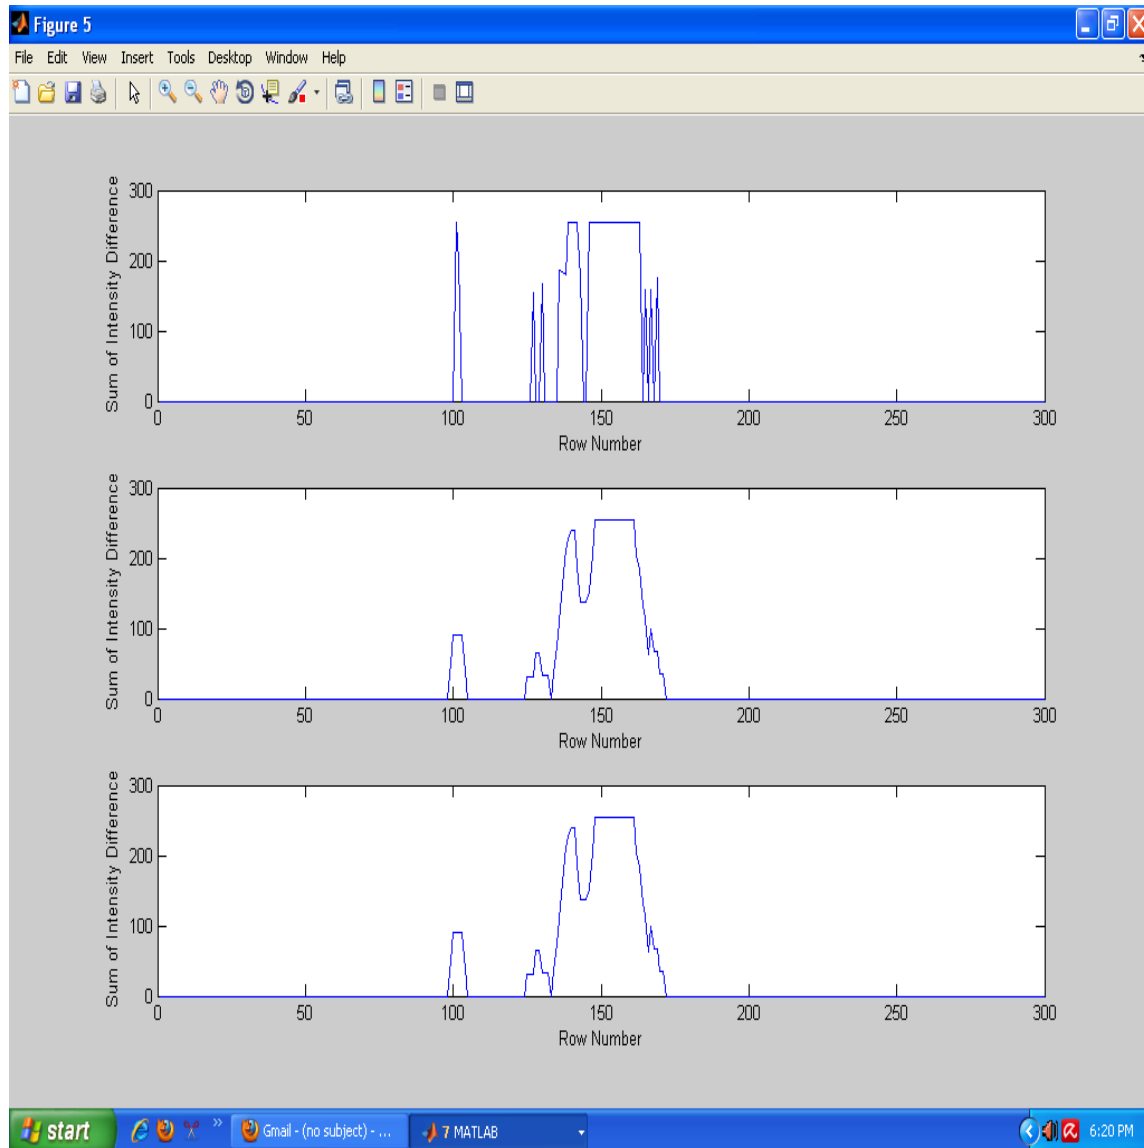 Figure 5
File Edit View Insert Tools Desktop Window Help
Sum of Intensity Difference
300
200
100
0
0 50 100 150 200 250 300
Row Number
Sum of Intensity Difference
300
200
100
0
0 50 100 150 200 250 300
Row Number
Sum of Intensity Difference
300
200
100
0
0 50 100 150 200 250 300
Row Number
start Gmail - (no subject) - ... 7 MATLAB 6:20 PM